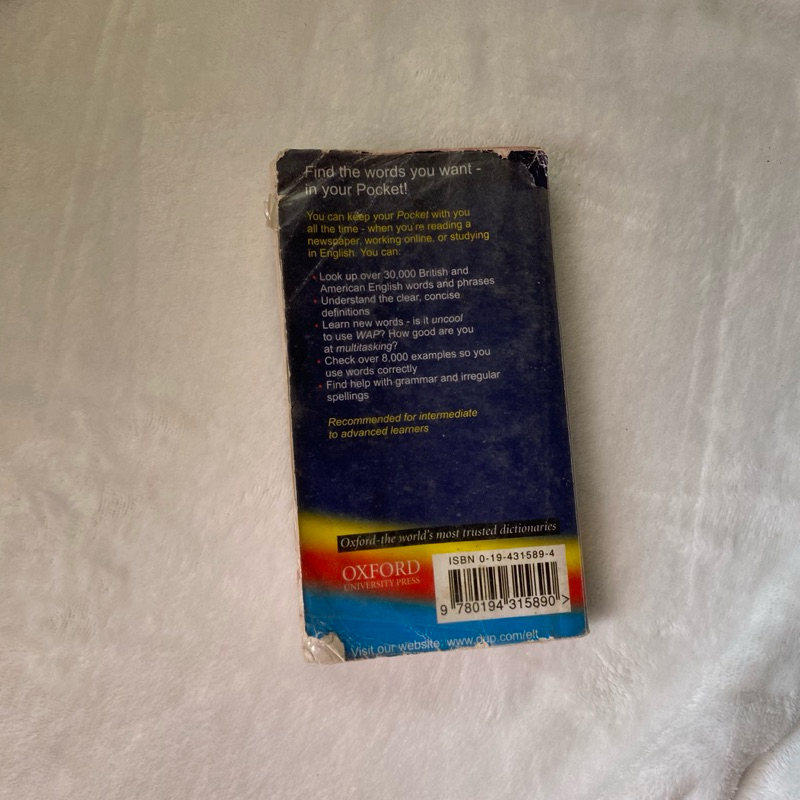 Find the words you want -
in your Pocket!
You can keep your Pocket with you
all the time - when you're reading a
newspaper, working online, or studying
in English. You can:
• Look up over 30,000 British and
American English words and phrases
• Understand the clear, concise
definitions
• Learn new words - is it uncool
to use WAP? How good are you
at multitasking?
• Check over 8,000 examples so you
use words correctly
• Find help with grammar and irregular
spellings
Recommended for intermediate
to advanced learners
Oxford-the world's most trusted dictionaries
OXFORD
UNIVERSITY PRESS
ISBN 0-19-431589-4
9 780194 315890 >
Visit our website: www.oup.com/elt